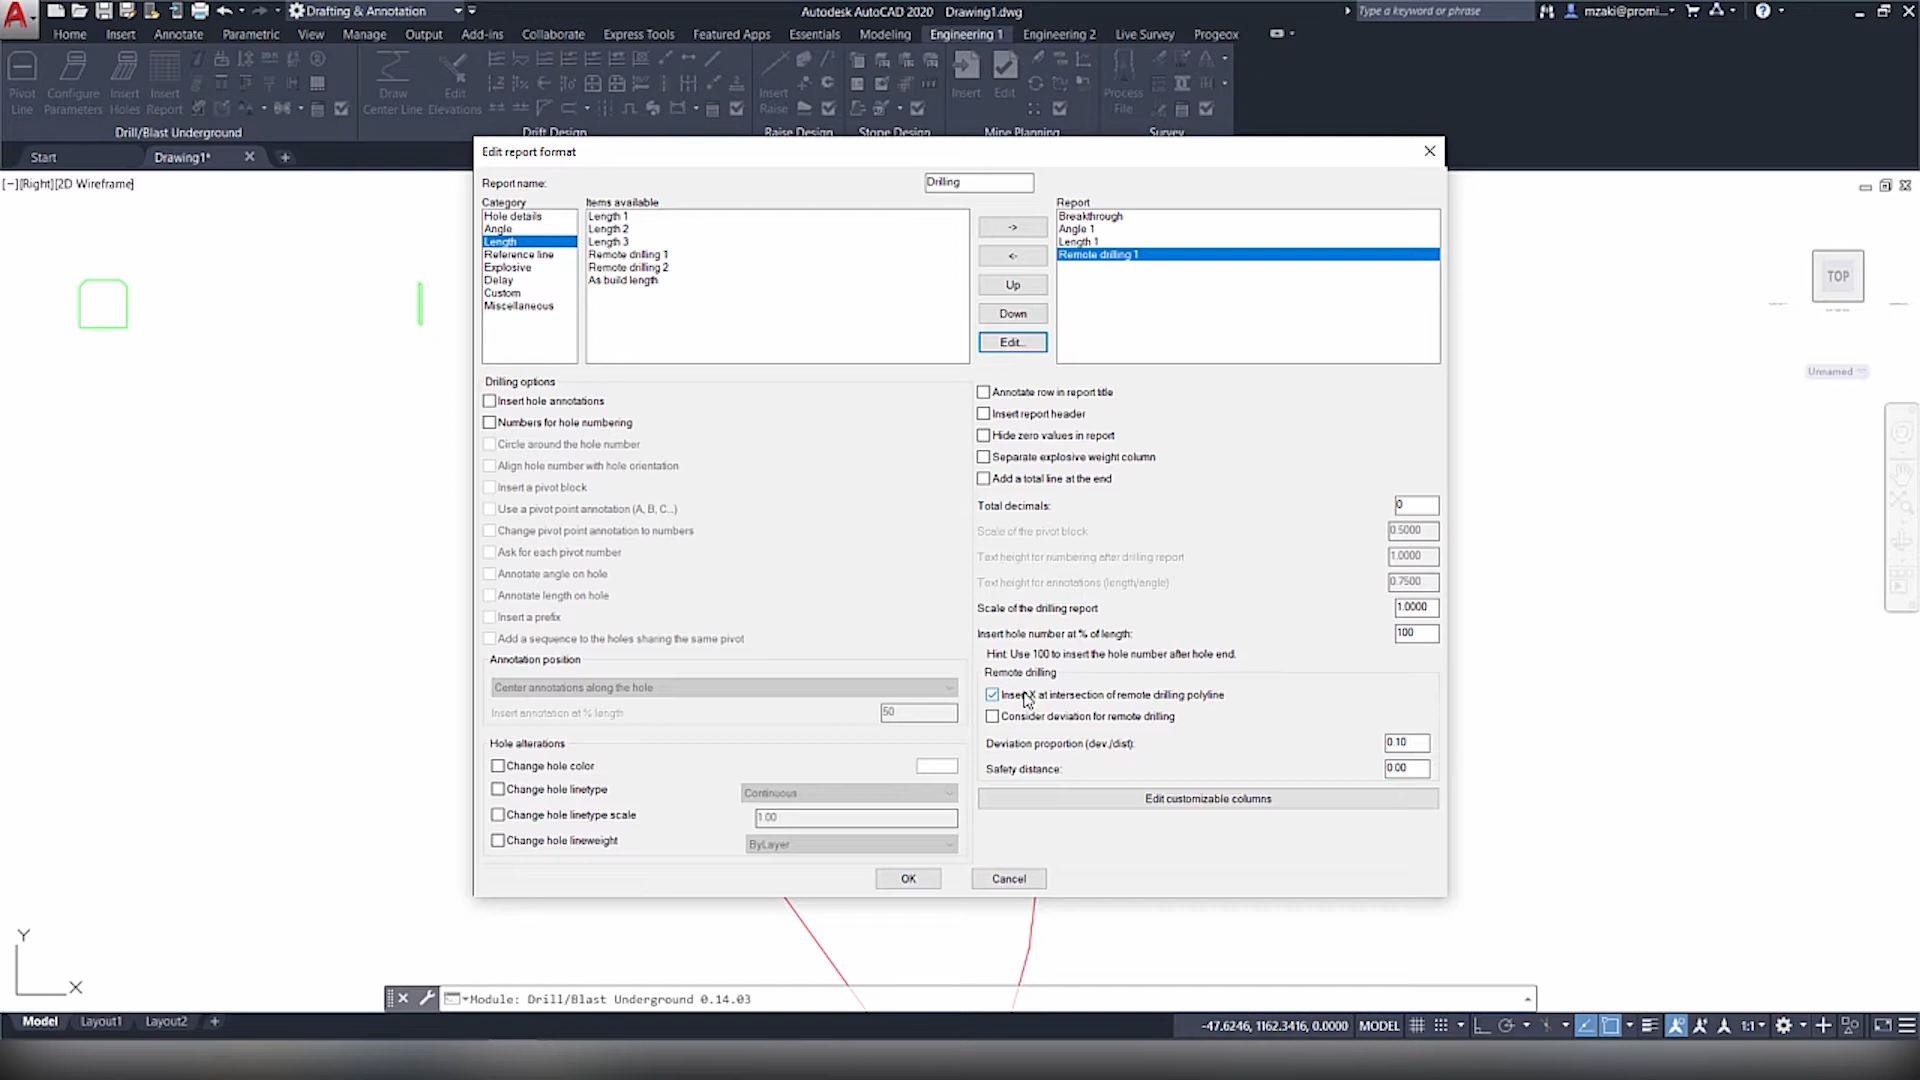 Drafting & Annotation
Autodesk AutoCAD 2020 Drawing1.dwg
Type a keyword or phrase
mzaki@promi...
Home Insert Annotate Parametric View Manage Output Add-ins Collaborate Express Tools Featured Apps Essentials Modeling Engineering 1 Engineering 2 Live Survey Progeox
Pivot Line
Configure Parameters
Insert Holes
Insert Report
Draw Center Line
Edit Elevations
Insert Raise
Insert
Edit
Process File
Drill/Blast Underground Drift Design Raise Design Stope Design Mine Planning Survey
Start Drawing1*
[−][Right][2D Wireframe]
Edit report format
Report name: Drilling
Category
Hole details
Angle
Length
Reference line
Explosive
Delay
Custom
Miscellaneous
Items available
Length 1
Length 2
Length 3
Remote drilling 1
Remote drilling 2
As build length
->
<-
Up
Down
Edit...
Report
Breakthrough
Angle 1
Length 1
Remote drilling 1
Drilling options
Insert hole annotations
Numbers for hole numbering
Circle around the hole number
Align hole number with hole orientation
Insert a pivot block
Use a pivot point annotation (A, B, C...)
Change pivot point annotation to numbers
Ask for each pivot number
Annotate angle on hole
Annotate length on hole
Insert a prefix
Add a sequence to the holes sharing the same pivot
Annotation position
Center annotations along the hole
Insert annotation at % length 50
Hole alterations
Change hole color
Change hole linetype Continuous
Change hole linetype scale 1.00
Change hole lineweight ByLayer
Annotate row in report title
Insert report header
Hide zero values in report
Separate explosive weight column
Add a total line at the end
Total decimals: 0
Scale of the pivot block 0.5000
Text height for numbering after drilling report 1.0000
Text height for annotations (length/angle) 0.7500
Scale of the drilling report 1.0000
Insert hole number at % of length: 100
Hint: Use 100 to insert the hole number after hole end.
Remote drilling
Insert X at intersection of remote drilling polyline
Consider deviation for remote drilling
Deviation proportion (dev./dist): 0.10
Safety distance: 0.00
Edit customizable columns
OK Cancel
TOP
Unnamed
Y
X
Module: Drill/Blast Underground 0.14.03
Model Layout1 Layout2 +
-47.6246, 1162.3416, 0.0000 MODEL 1:1